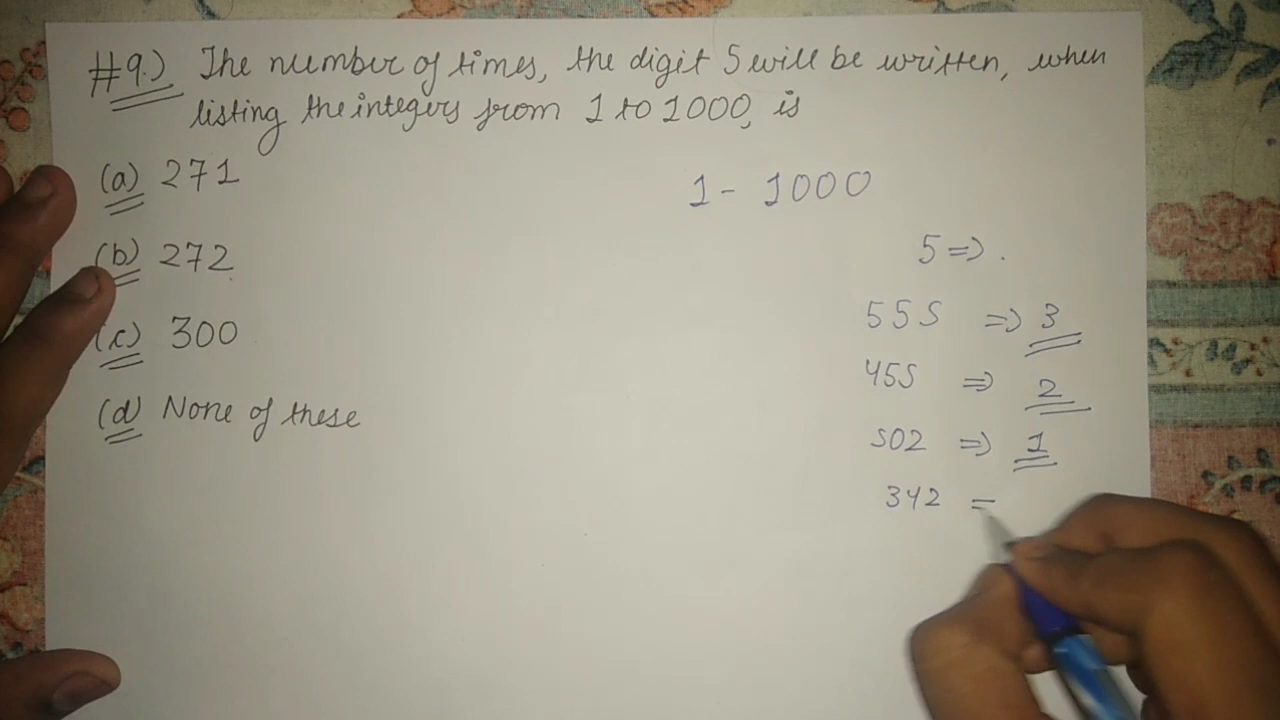 #9.) The number of times, the digit 5 will be written, when
listing the integers from 1 to 1000, is
(a) 271
(b) 272
(c) 300
(d) None of these
1 - 1000
5 => .
555 => 3
455 => 2
502 => 1
342 =